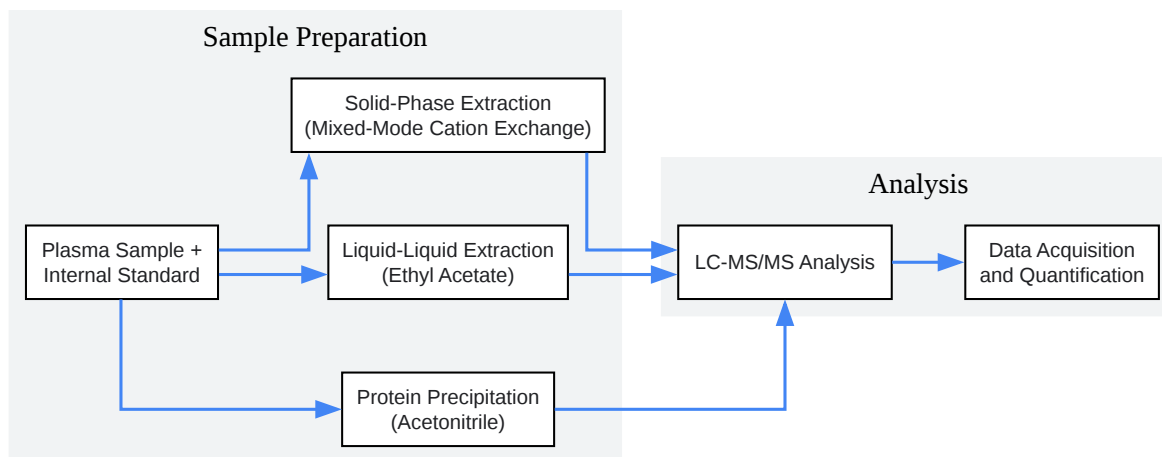 Sample Preparation
Solid-Phase Extraction
(Mixed-Mode Cation Exchange)
Plasma Sample +
Internal Standard
Liquid-Liquid Extraction
(Ethyl Acetate)
Protein Precipitation
(Acetonitrile)
Analysis
LC-MS/MS Analysis
Data Acquisition
and Quantification